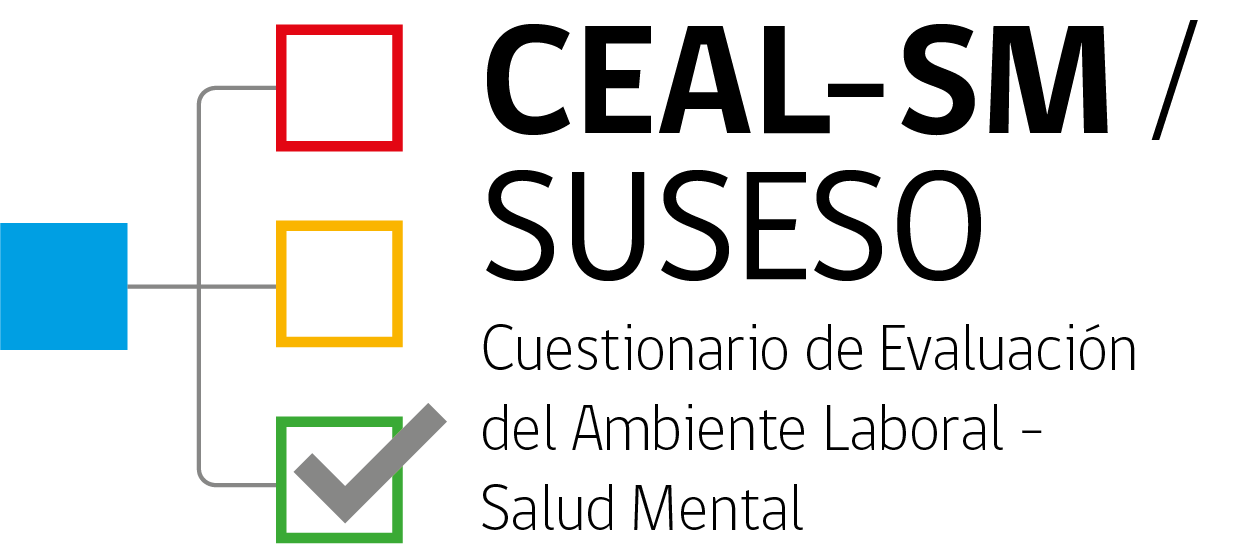 CEAL-SM /
SUSESO
Cuestionario de Evaluación
del Ambiente Laboral -
Salud Mental